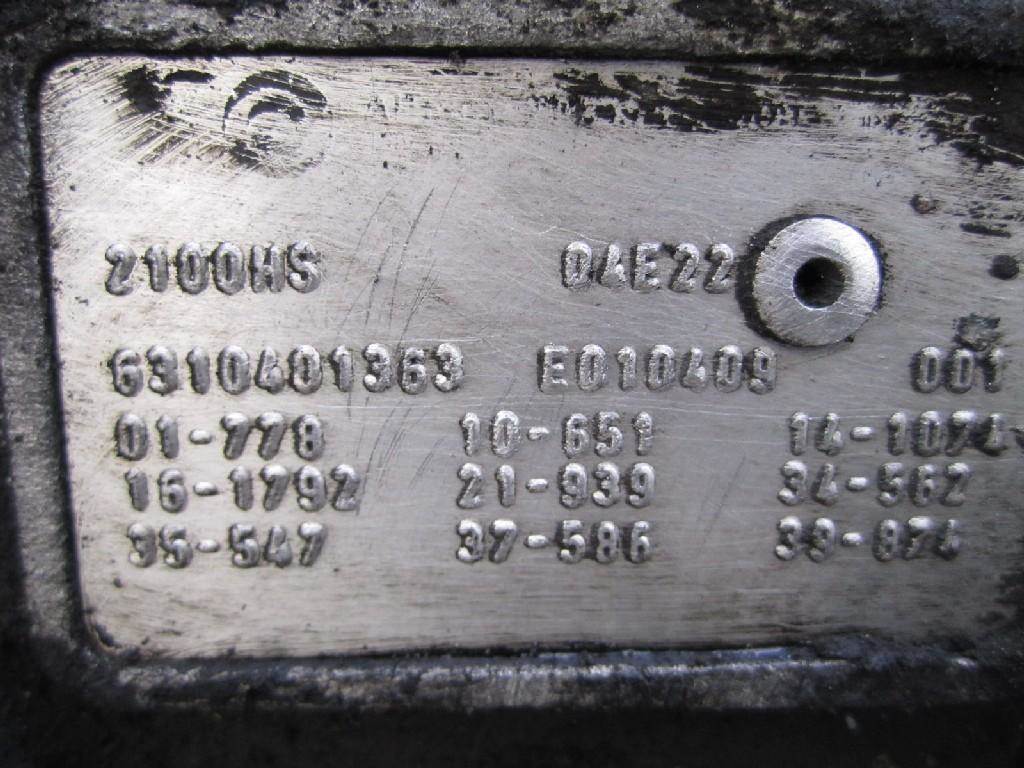 2100HS 04E22
6310401363 E010409 001
01-778 10-651 14-1074
16-1792 21-939 34-562
35-547 37-586 39-874